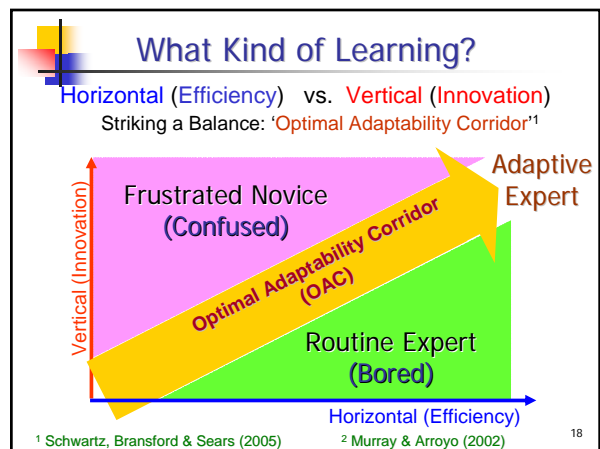 What Kind of Learning?
Horizontal (Efficiency) vs. Vertical (Innovation)
Striking a Balance: 'Optimal Adaptability Corridor'1
Adaptive
Expert
Frustrated Novice
(Confused)
Vertical (Innovation)
Optimal Adaptability Corridor
(OAC)
Routine Expert
(Bored)
Horizontal (Efficiency)
1 Schwartz, Bransford & Sears (2005) 2 Murray & Arroyo (2002)
18